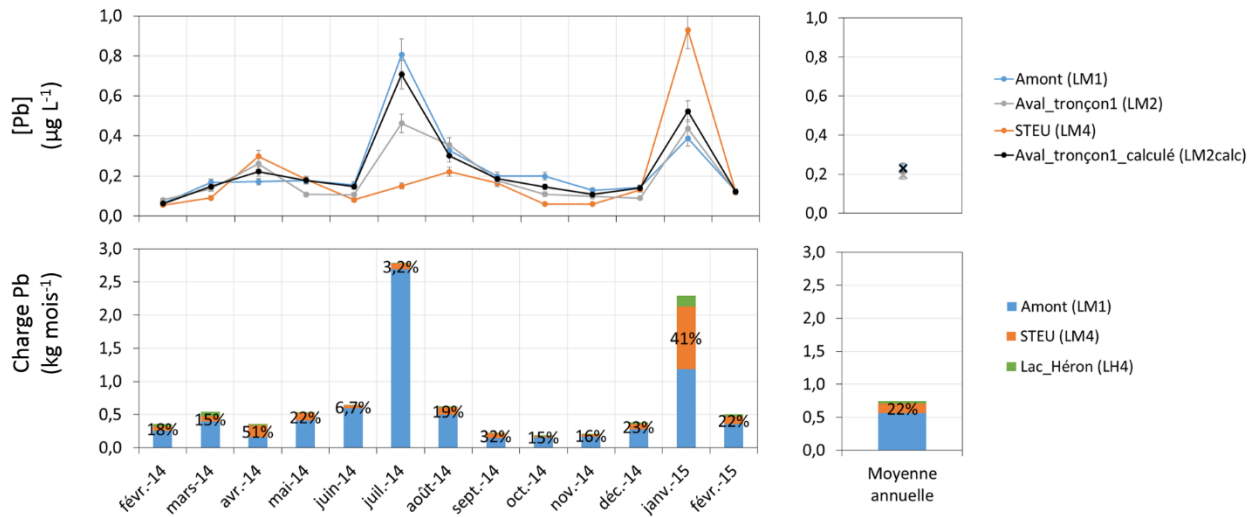 [Pb]
(µg L-1)
1,0
0,8
0,6
0,4
0,2
0,0
1,0
0,8
0,6
0,4
0,2
0,0
Amont (LM1)
Aval_tronçon1 (LM2)
STEU (LM4)
Aval_tronçon1_calculé (LM2calc)
Charge Pb
(kg mois-1)
3,0
2,5
2,0
1,5
1,0
0,5
0,0
18%
15%
51%
22%
6,7%
3,2%
19%
32%
15%
16%
23%
41%
22%
févr.-14
mars-14
avr.-14
mai-14
juin-14
juil.-14
août-14
sept.-14
oct.-14
nov.-14
déc.-14
janv.-15
févr.-15
3,0
2,5
2,0
1,5
1,0
0,5
0,0
22%
Moyenne
annuelle
Amont (LM1)
STEU (LM4)
Lac_Héron (LH4)